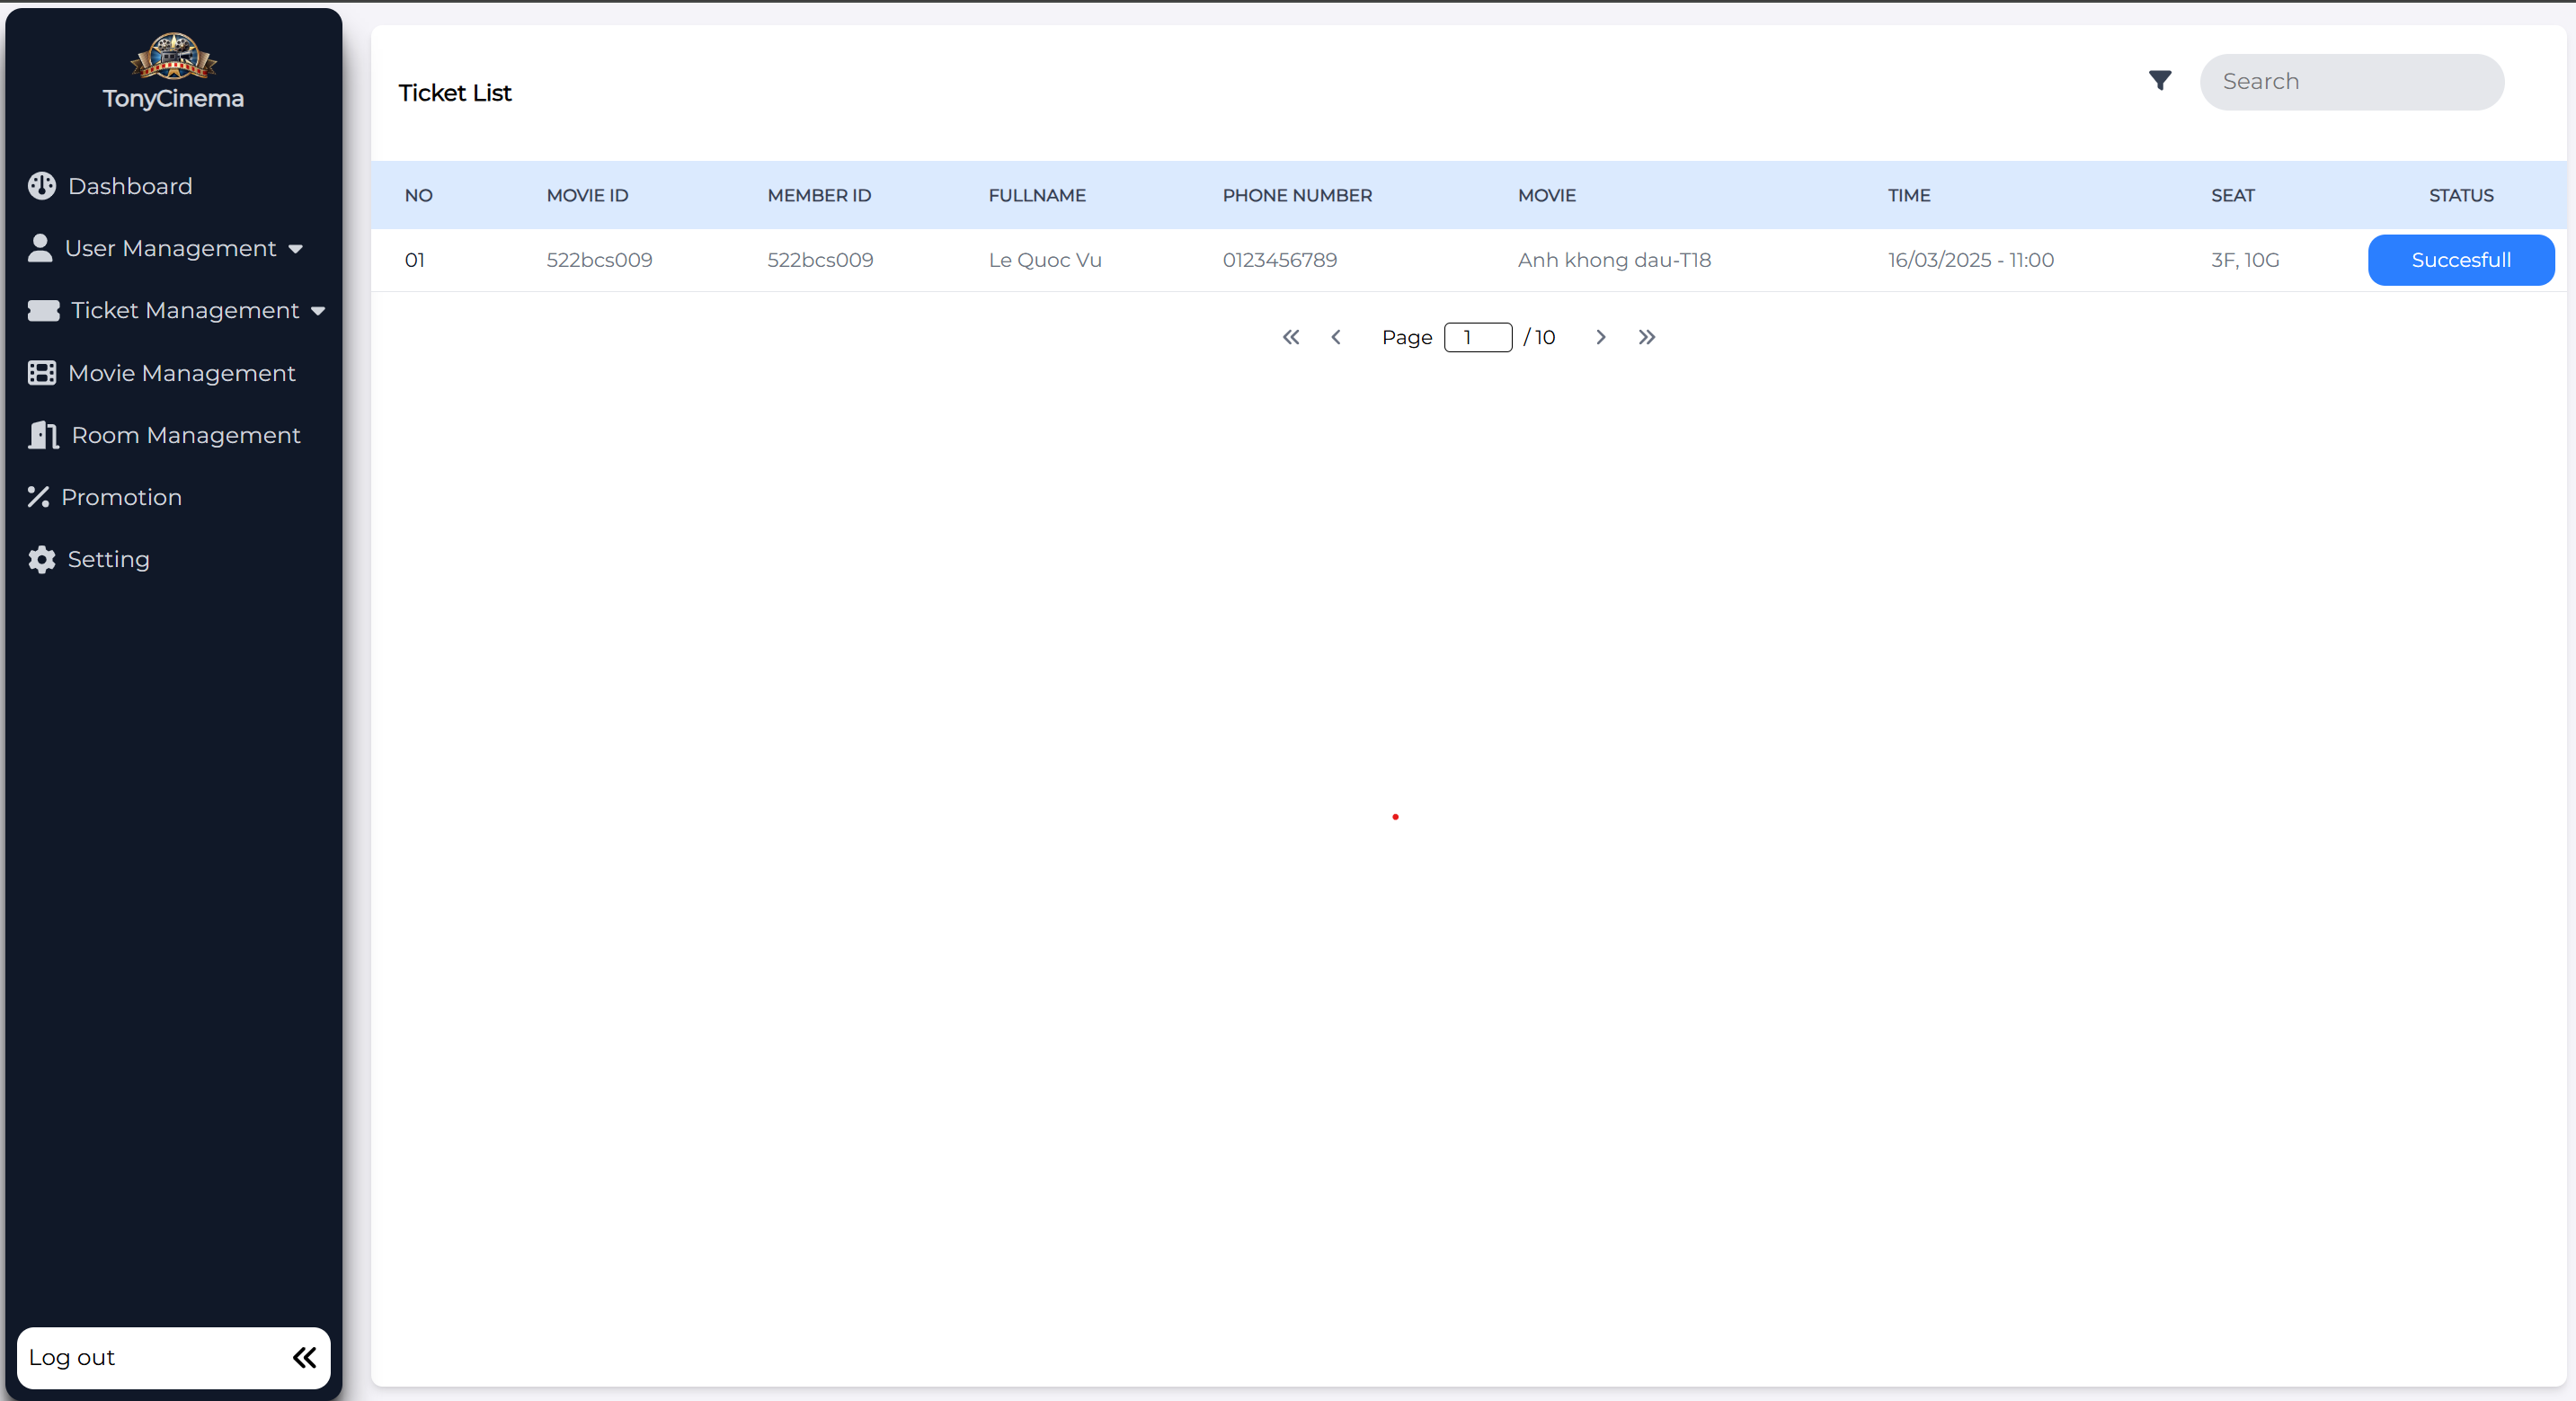 TonyCinema
Dashboard
User Management
Ticket Management
Movie Management
Room Management
Promotion
Setting
Log out
Ticket List
Search
NO MOVIE ID MEMBER ID FULLNAME PHONE NUMBER MOVIE TIME SEAT STATUS
01 522bcs009 522bcs009 Le Quoc Vu 0123456789 Anh khong dau-T18 16/03/2025 - 11:00 3F, 10G Succesfull
Page 1 / 10